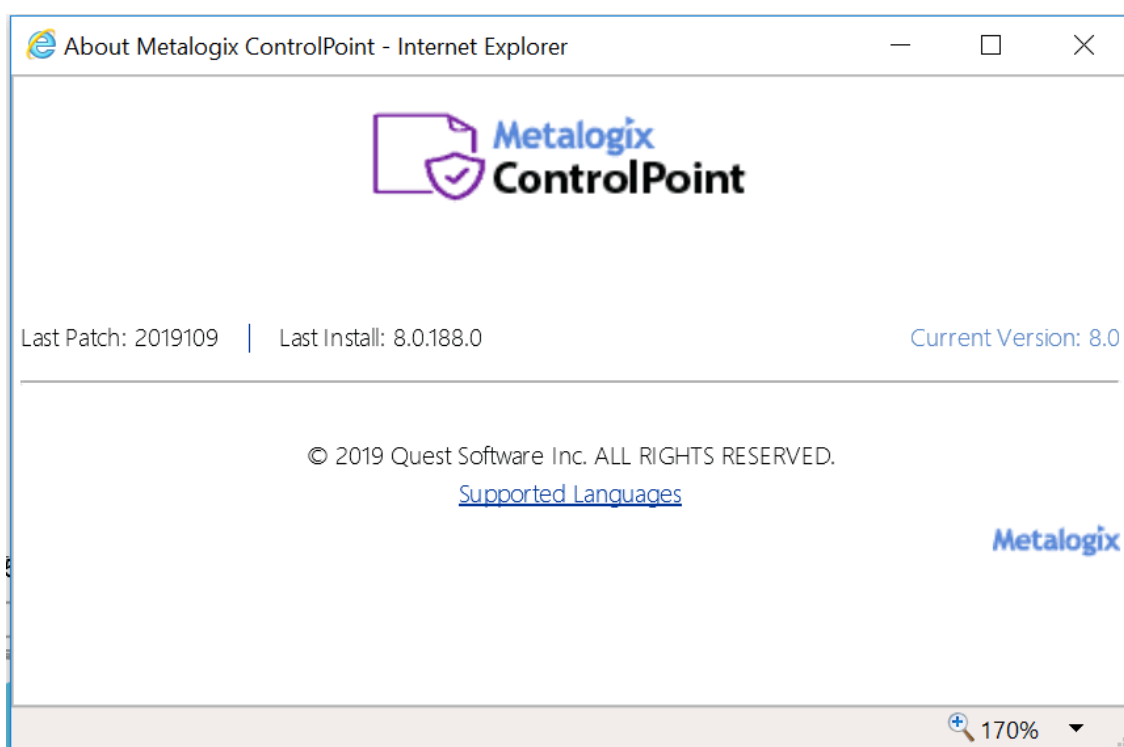 About Metalogix ControlPoint - Internet Explorer
Metalogix
ControlPoint
Last Patch: 2019109 | Last Install: 8.0.188.0 Current Version: 8.0
© 2019 Quest Software Inc. ALL RIGHTS RESERVED.
Supported Languages
Metalogix
170%